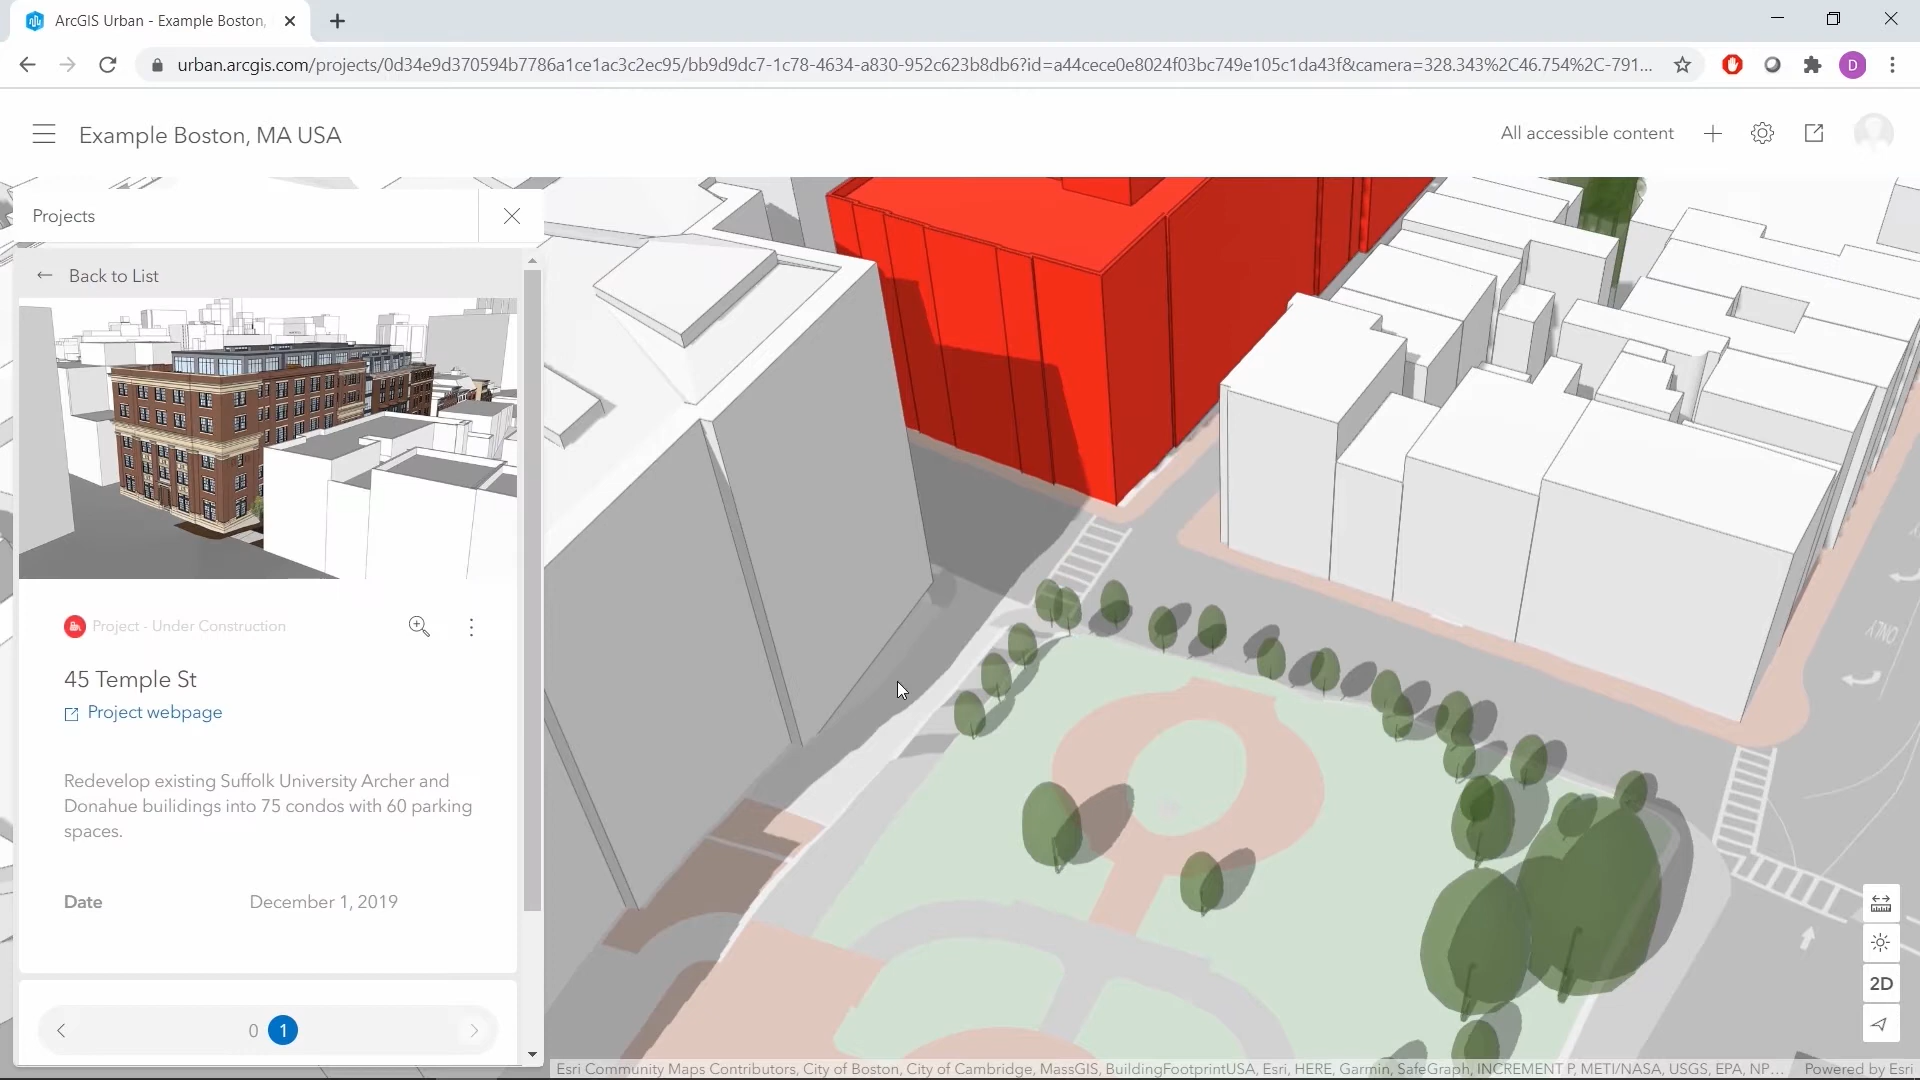 ArcGIS Urban - Example Boston,
urban.arcgis.com/projects/0d34e9d370594b7786a1ce1ac3c2ec95/bb9d9dc7-1c78-4634-a830-952c623b8db6?id=a44cece0e8024f03bc749e105c1da43f&camera=328.343%2C46.754%2C-791...
D
Example Boston, MA USA
All accessible content
Projects
Back to List
Project - Under Construction
45 Temple St
Project webpage
Redevelop existing Suffolk University Archer and
Donahue builidings into 75 condos with 60 parking
spaces.
Date December 1, 2019
0 1
ONLY
2D
Esri Community Maps Contributors, City of Boston, City of Cambridge, MassGIS, BuildingFootprintUSA, Esri, HERE, Garmin, SafeGraph, INCREMENT P, METI/NASA, USGS, EPA, NP... Powered by Esri